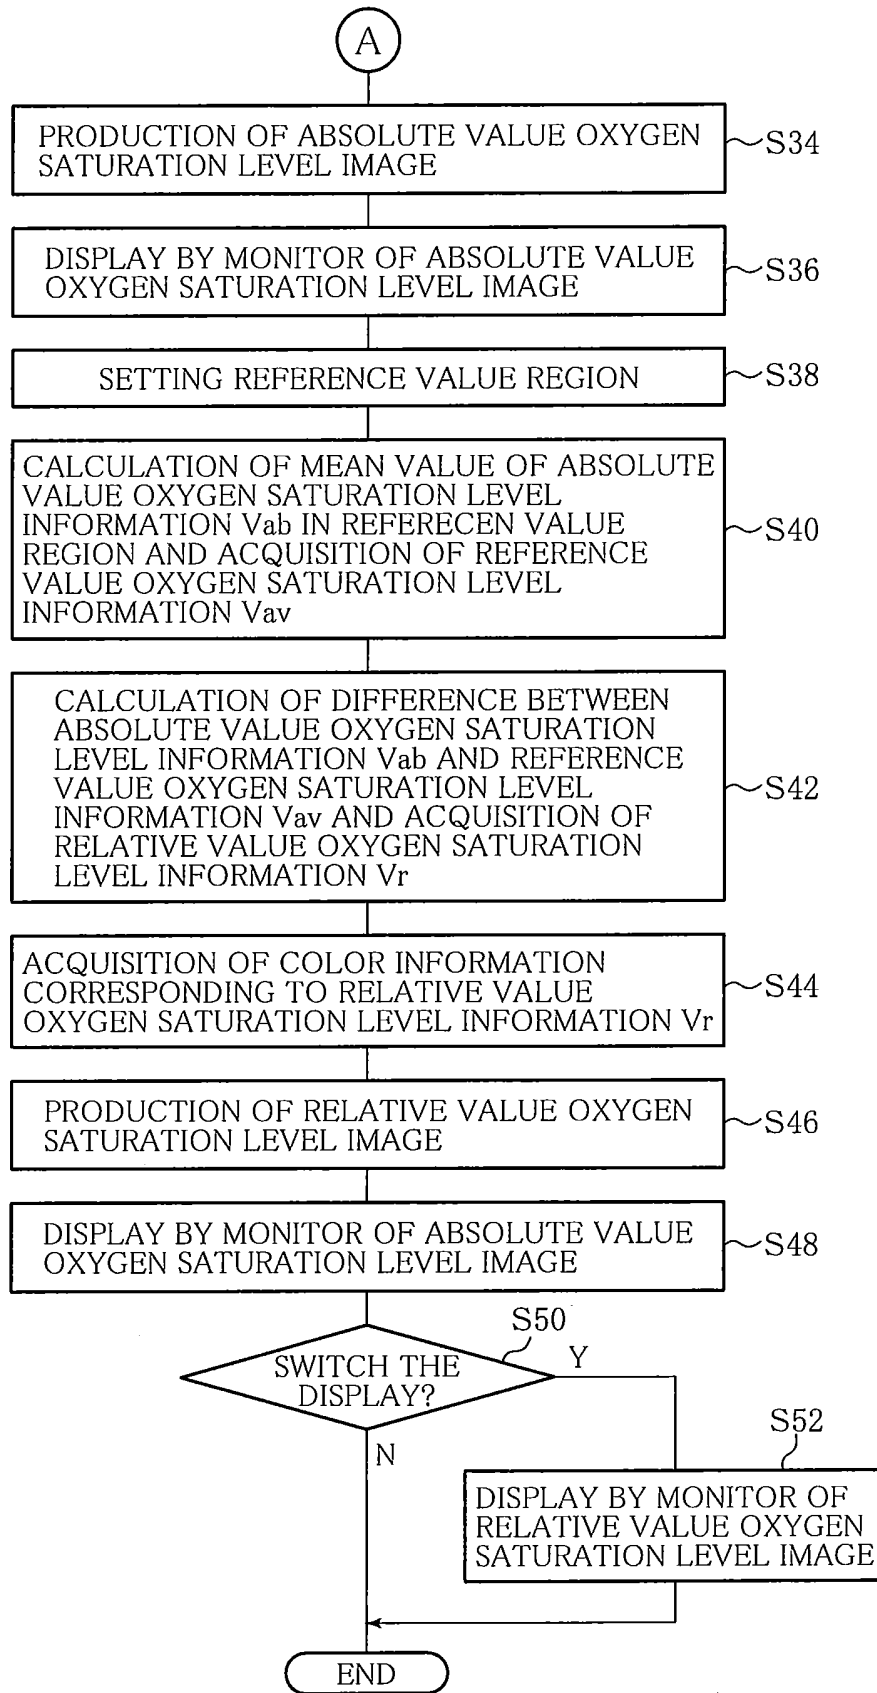 A
PRODUCTION OF ABSOLUTE VALUE OXYGEN
SATURATION LEVEL IMAGE
S34
DISPLAY BY MONITOR OF ABSOLUTE VALUE
OXYGEN SATURATION LEVEL IMAGE
S36
SETTING REFERENCE VALUE REGION
S38
CALCULATION OF MEAN VALUE OF ABSOLUTE
VALUE OXYGEN SATURATION LEVEL
INFORMATION Vab IN REFERECEN VALUE
REGION AND ACQUISITION OF REFERENCE
VALUE OXYGEN SATURATION LEVEL
INFORMATION Vav
S40
CALCULATION OF DIFFERENCE BETWEEN
ABSOLUTE VALUE OXYGEN SATURATION
LEVEL INFORMATION Vab AND REFERENCE
VALUE OXYGEN SATURATION LEVEL
INFORMATION Vav AND ACQUISITION OF
RELATIVE VALUE OXYGEN SATURATION
LEVEL INFORMATION Vr
S42
ACQUISITION OF COLOR INFORMATION
CORRESPONDING TO RELATIVE VALUE
OXYGEN SATURATION LEVEL INFORMATION Vr
S44
PRODUCTION OF RELATIVE VALUE OXYGEN
SATURATION LEVEL IMAGE
S46
DISPLAY BY MONITOR OF ABSOLUTE VALUE
OXYGEN SATURATION LEVEL IMAGE
S48
S50
SWITCH THE
DISPLAY?
Y
N
S52
DISPLAY BY MONITOR OF
RELATIVE VALUE OXYGEN
SATURATION LEVEL IMAGE
END